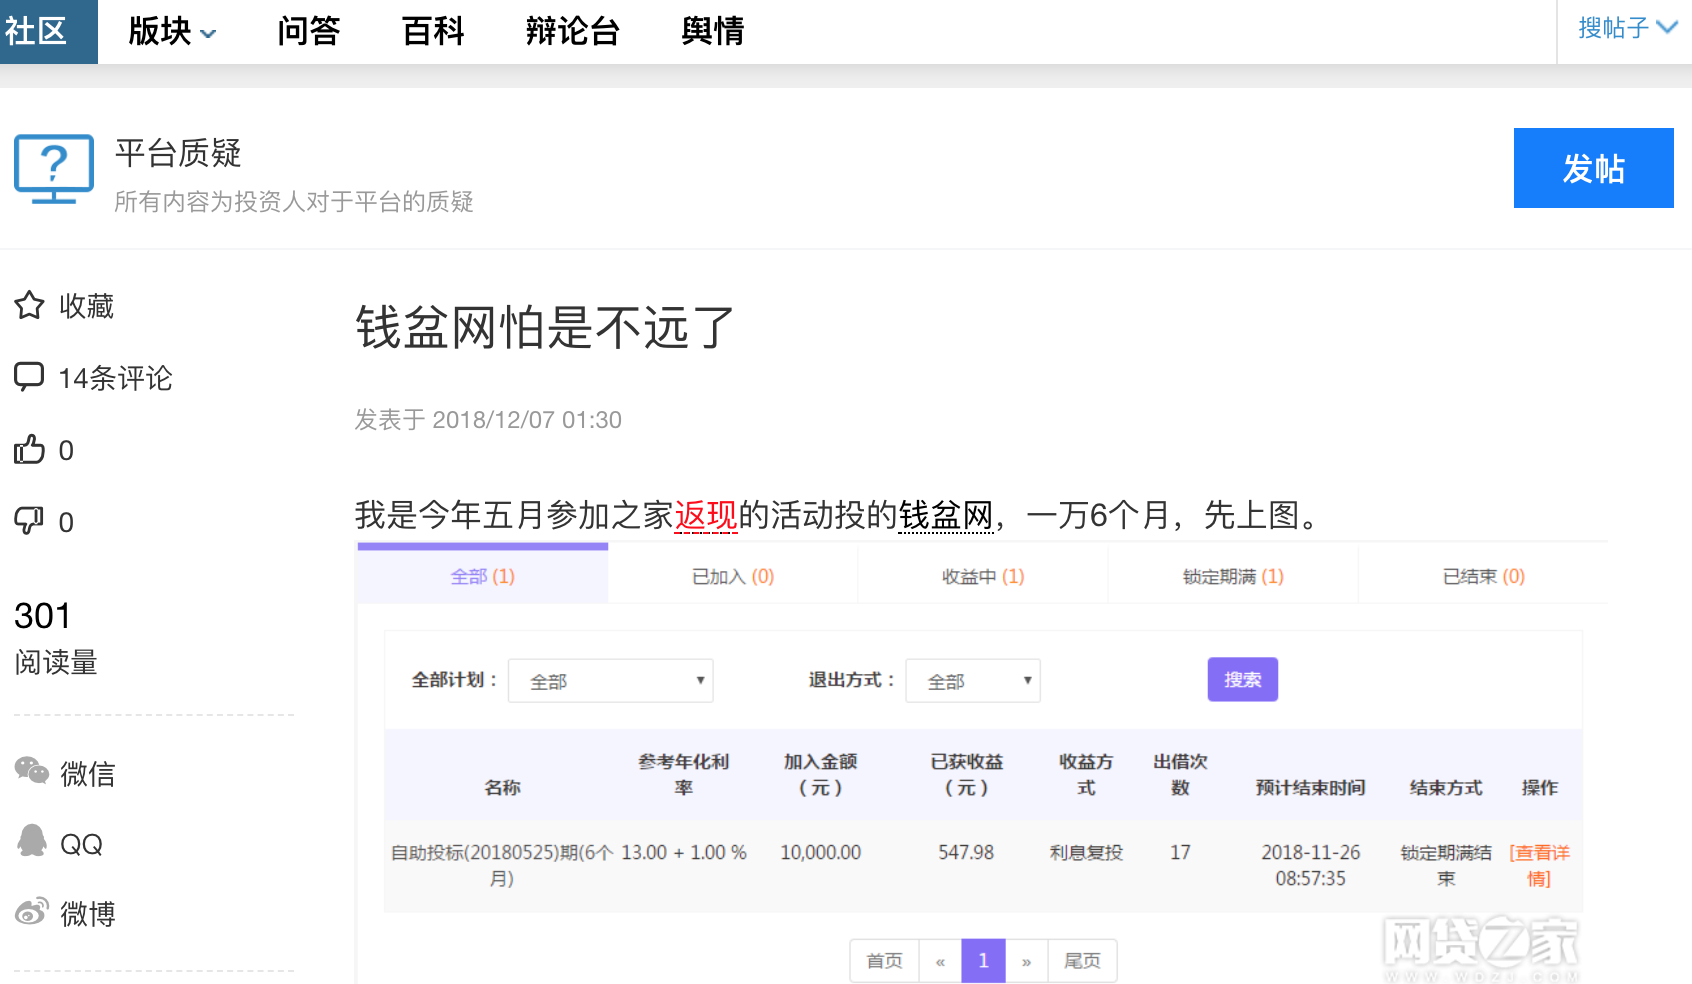 社区 版块 问答 百科 辩论台 舆情 搜帖子
平台质疑
所有内容为投资人对于平台的质疑
发帖
收藏
14条评论
0
0
301
阅读量
微信
QQ
微博
钱盆网怕是不远了
发表于 2018/12/07 01:30
我是今年五月参加之家返现的活动投的钱盆网，一万6个月，先上图。
全部 (1) 已加入 (0) 收益中 (1) 锁定期满 (1) 已结束 (0)
全部计划： 全部 退出方式： 全部 搜索
名称 参考年化利率 加入金额（元） 已获收益（元） 收益方式 出借次数 预计结束时间 结束方式 操作
自助投标(20180525)期(6个月) 13.00 + 1.00 % 10,000.00 547.98 利息复投 17 2018-11-26 08:57:35 锁定期满结束 [查看详情]
首页 « 1 » 尾页
网贷之家
WWW.WDZJ.COM